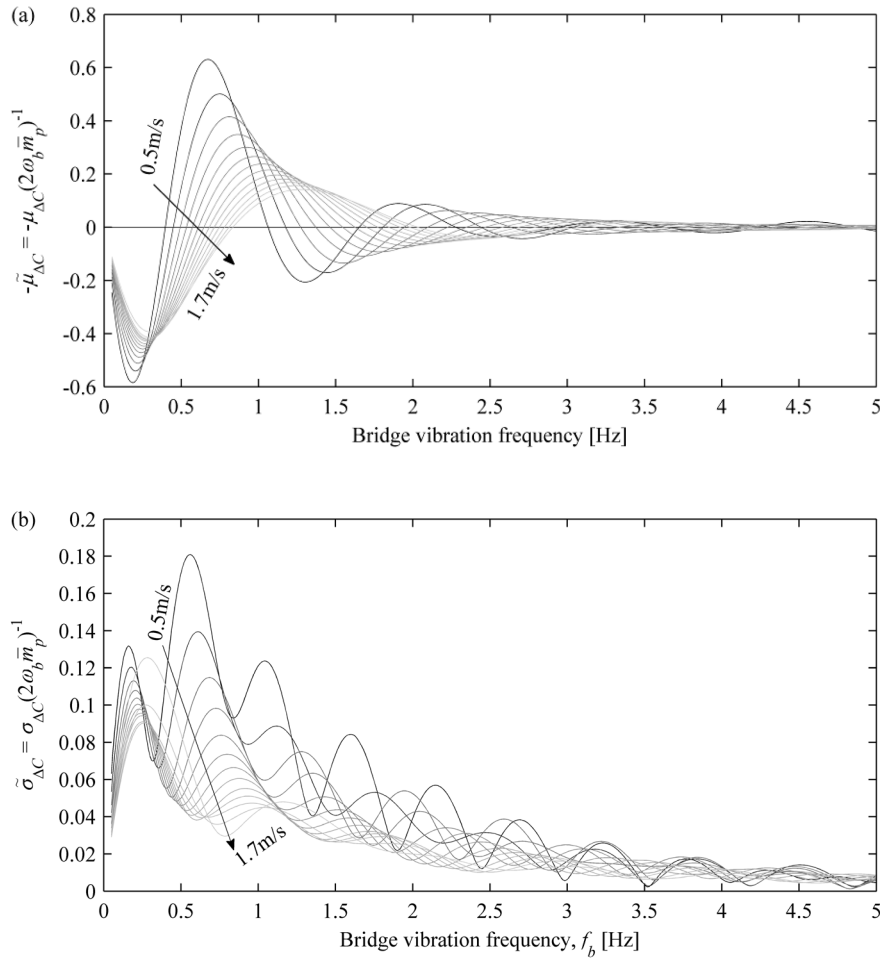 (a)
0.8
0.6
0.4
0.2
0
-0.2
-0.4
-0.6
-μ̃ΔC = -μΔC(2ωb m̄p)-1
0.5m/s
1.7m/s
0 0.5 1 1.5 2 2.5 3 3.5 4 4.5 5
Bridge vibration frequency [Hz]
(b)
0.2
0.18
0.16
0.14
0.12
0.1
0.08
0.06
0.04
0.02
0
σ̃ΔC = σΔC(2ωb m̄p)-1
0.5m/s
1.7m/s
0 0.5 1 1.5 2 2.5 3 3.5 4 4.5 5
Bridge vibration frequency, fb [Hz]